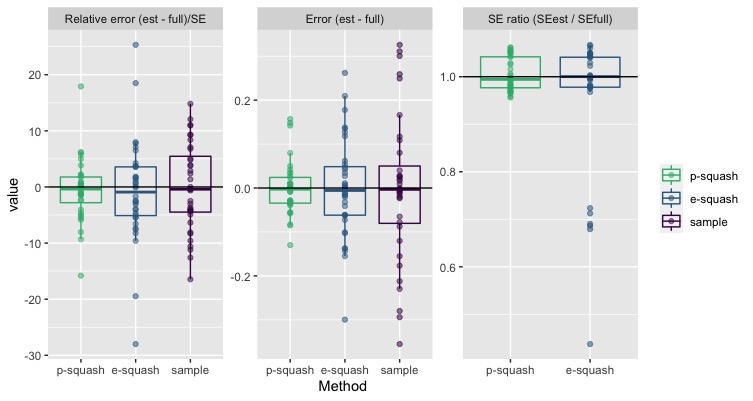 Relative error (est - full)/SE
Error (est - full)
SE ratio (SEest / SEfull)
value
20
10
0
-10
-20
-30
0.2
0.0
-0.2
1.0
0.8
0.6
p-squash e-squash sample
p-squash e-squash sample
p-squash e-squash
Method
p-squash
e-squash
sample